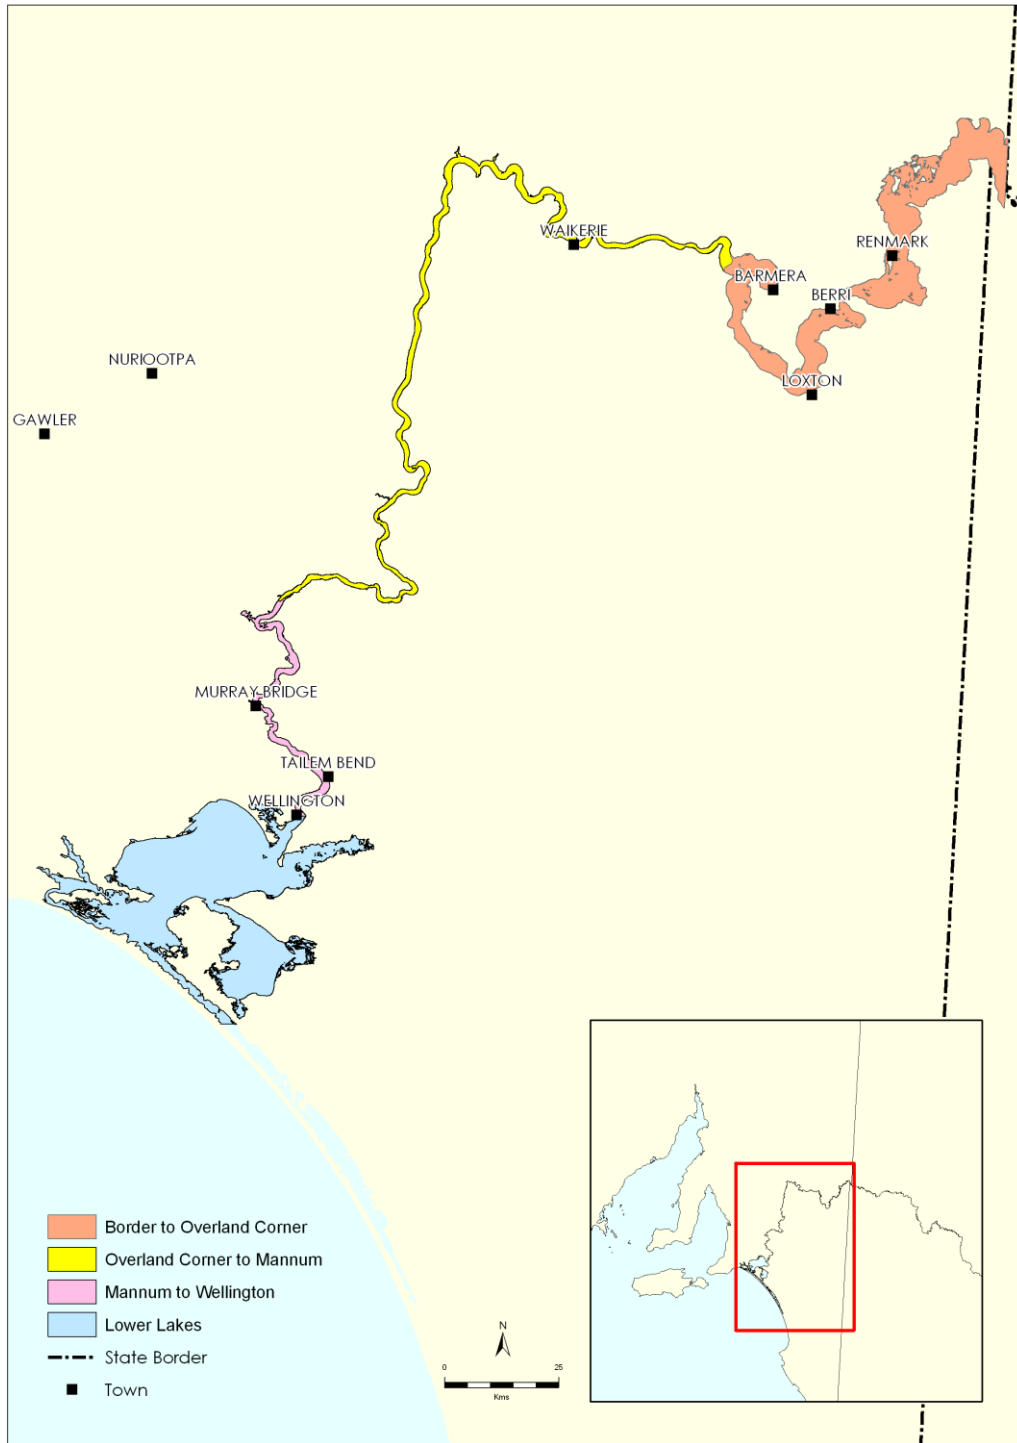 WAIKERIE
RENMARK
BARMERA
BERRI
NURIOOTPA
LOXTON
GAWLER
MURRAY BRIDGE
TAILEM BEND
WELLINGTON
Border to Overland Corner
Overland Corner to Mannum
Mannum to Wellington
Lower Lakes
State Border
Town
N
0 25
Kms